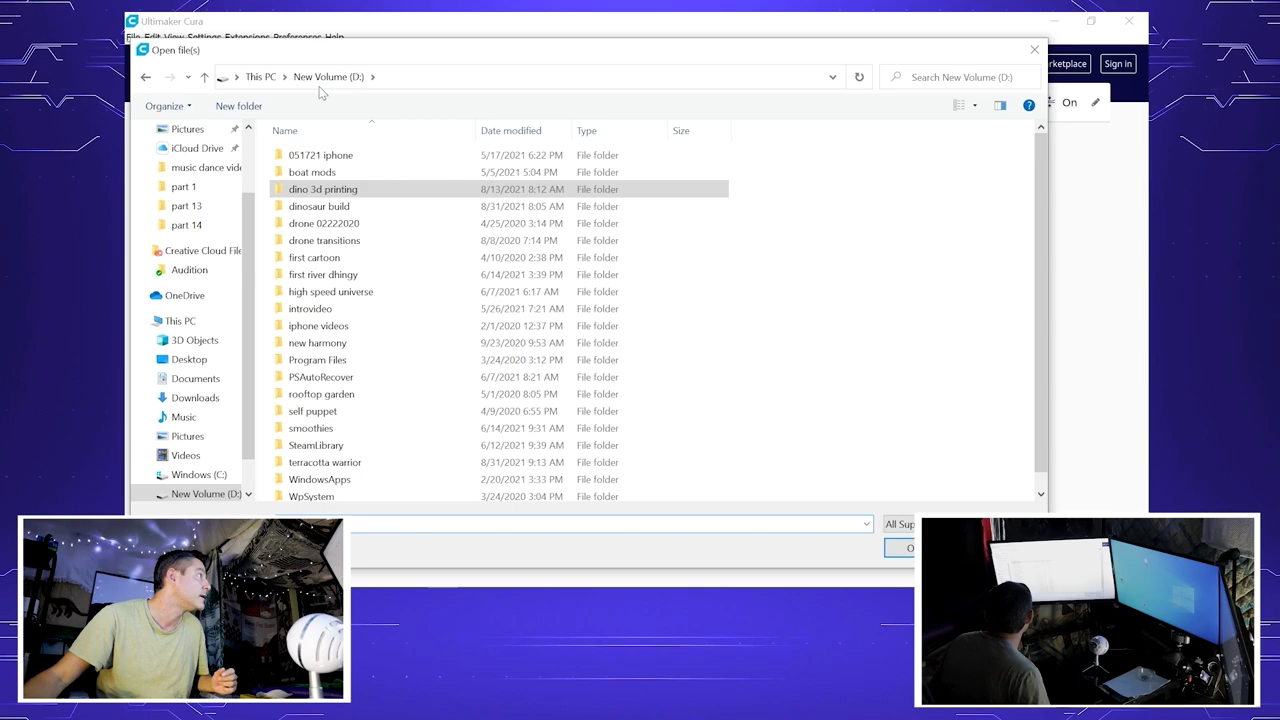 Ultimaker Cura
File Edit View Settings Extensions Preferences Help
Open file(s)
This PC New Volume (D:)
Search New Volume (D:)
rketplace Sign in
Organize New folder
On
Name Date modified Type Size
Pictures
iCloud Drive
music dance vide
part 1
part 13
part 14
Creative Cloud File
Audition
OneDrive
This PC
3D Objects
Desktop
Documents
Downloads
Music
Pictures
Videos
Windows (C:)
New Volume (D:)
051721 iphone 5/17/2021 6:22 PM File folder
boat mods 5/5/2021 5:04 PM File folder
dino 3d printing 8/13/2021 8:12 AM File folder
dinosaur build 8/31/2021 8:05 AM File folder
drone 02222020 4/25/2020 3:14 PM File folder
drone transitions 8/8/2020 7:14 PM File folder
first cartoon 4/10/2020 2:38 PM File folder
first river dhingy 6/14/2021 3:39 PM File folder
high speed universe 6/7/2021 6:17 AM File folder
introvideo 5/26/2021 7:21 AM File folder
iphone videos 2/1/2020 12:37 PM File folder
new harmony 9/23/2020 9:53 AM File folder
Program Files 3/24/2020 3:12 PM File folder
PSAutoRecover 6/7/2021 8:21 AM File folder
rooftop garden 5/1/2020 8:05 PM File folder
self puppet 4/9/2020 6:55 PM File folder
smoothies 6/14/2021 9:31 AM File folder
SteamLibrary 6/12/2021 9:39 AM File folder
terracotta warrior 8/31/2021 9:13 AM File folder
WindowsApps 2/20/2021 3:33 PM File folder
WpSystem 3/24/2020 3:04 PM File folder
All Sup
O